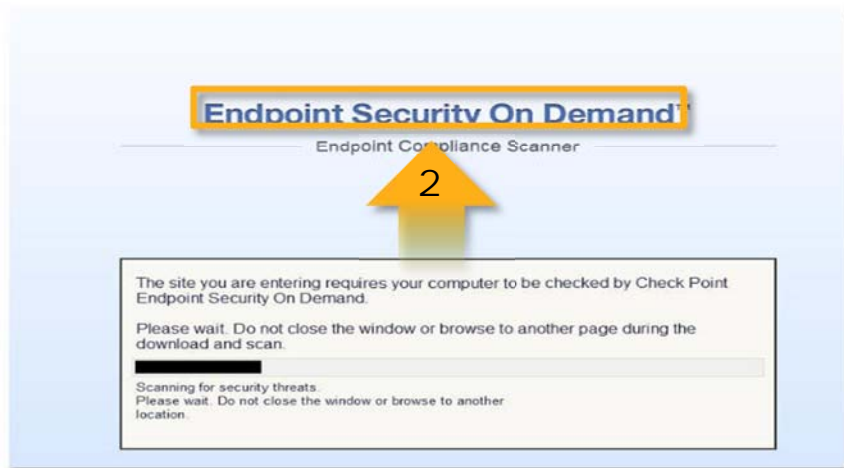 Endpoint Security On Demand™
Endpoint Compliance Scanner
2
The site you are entering requires your computer to be checked by Check Point
Endpoint Security On Demand.
Please wait. Do not close the window or browse to another page during the
download and scan.
Scanning for security threats.
Please wait. Do not close the window or browse to another
location.